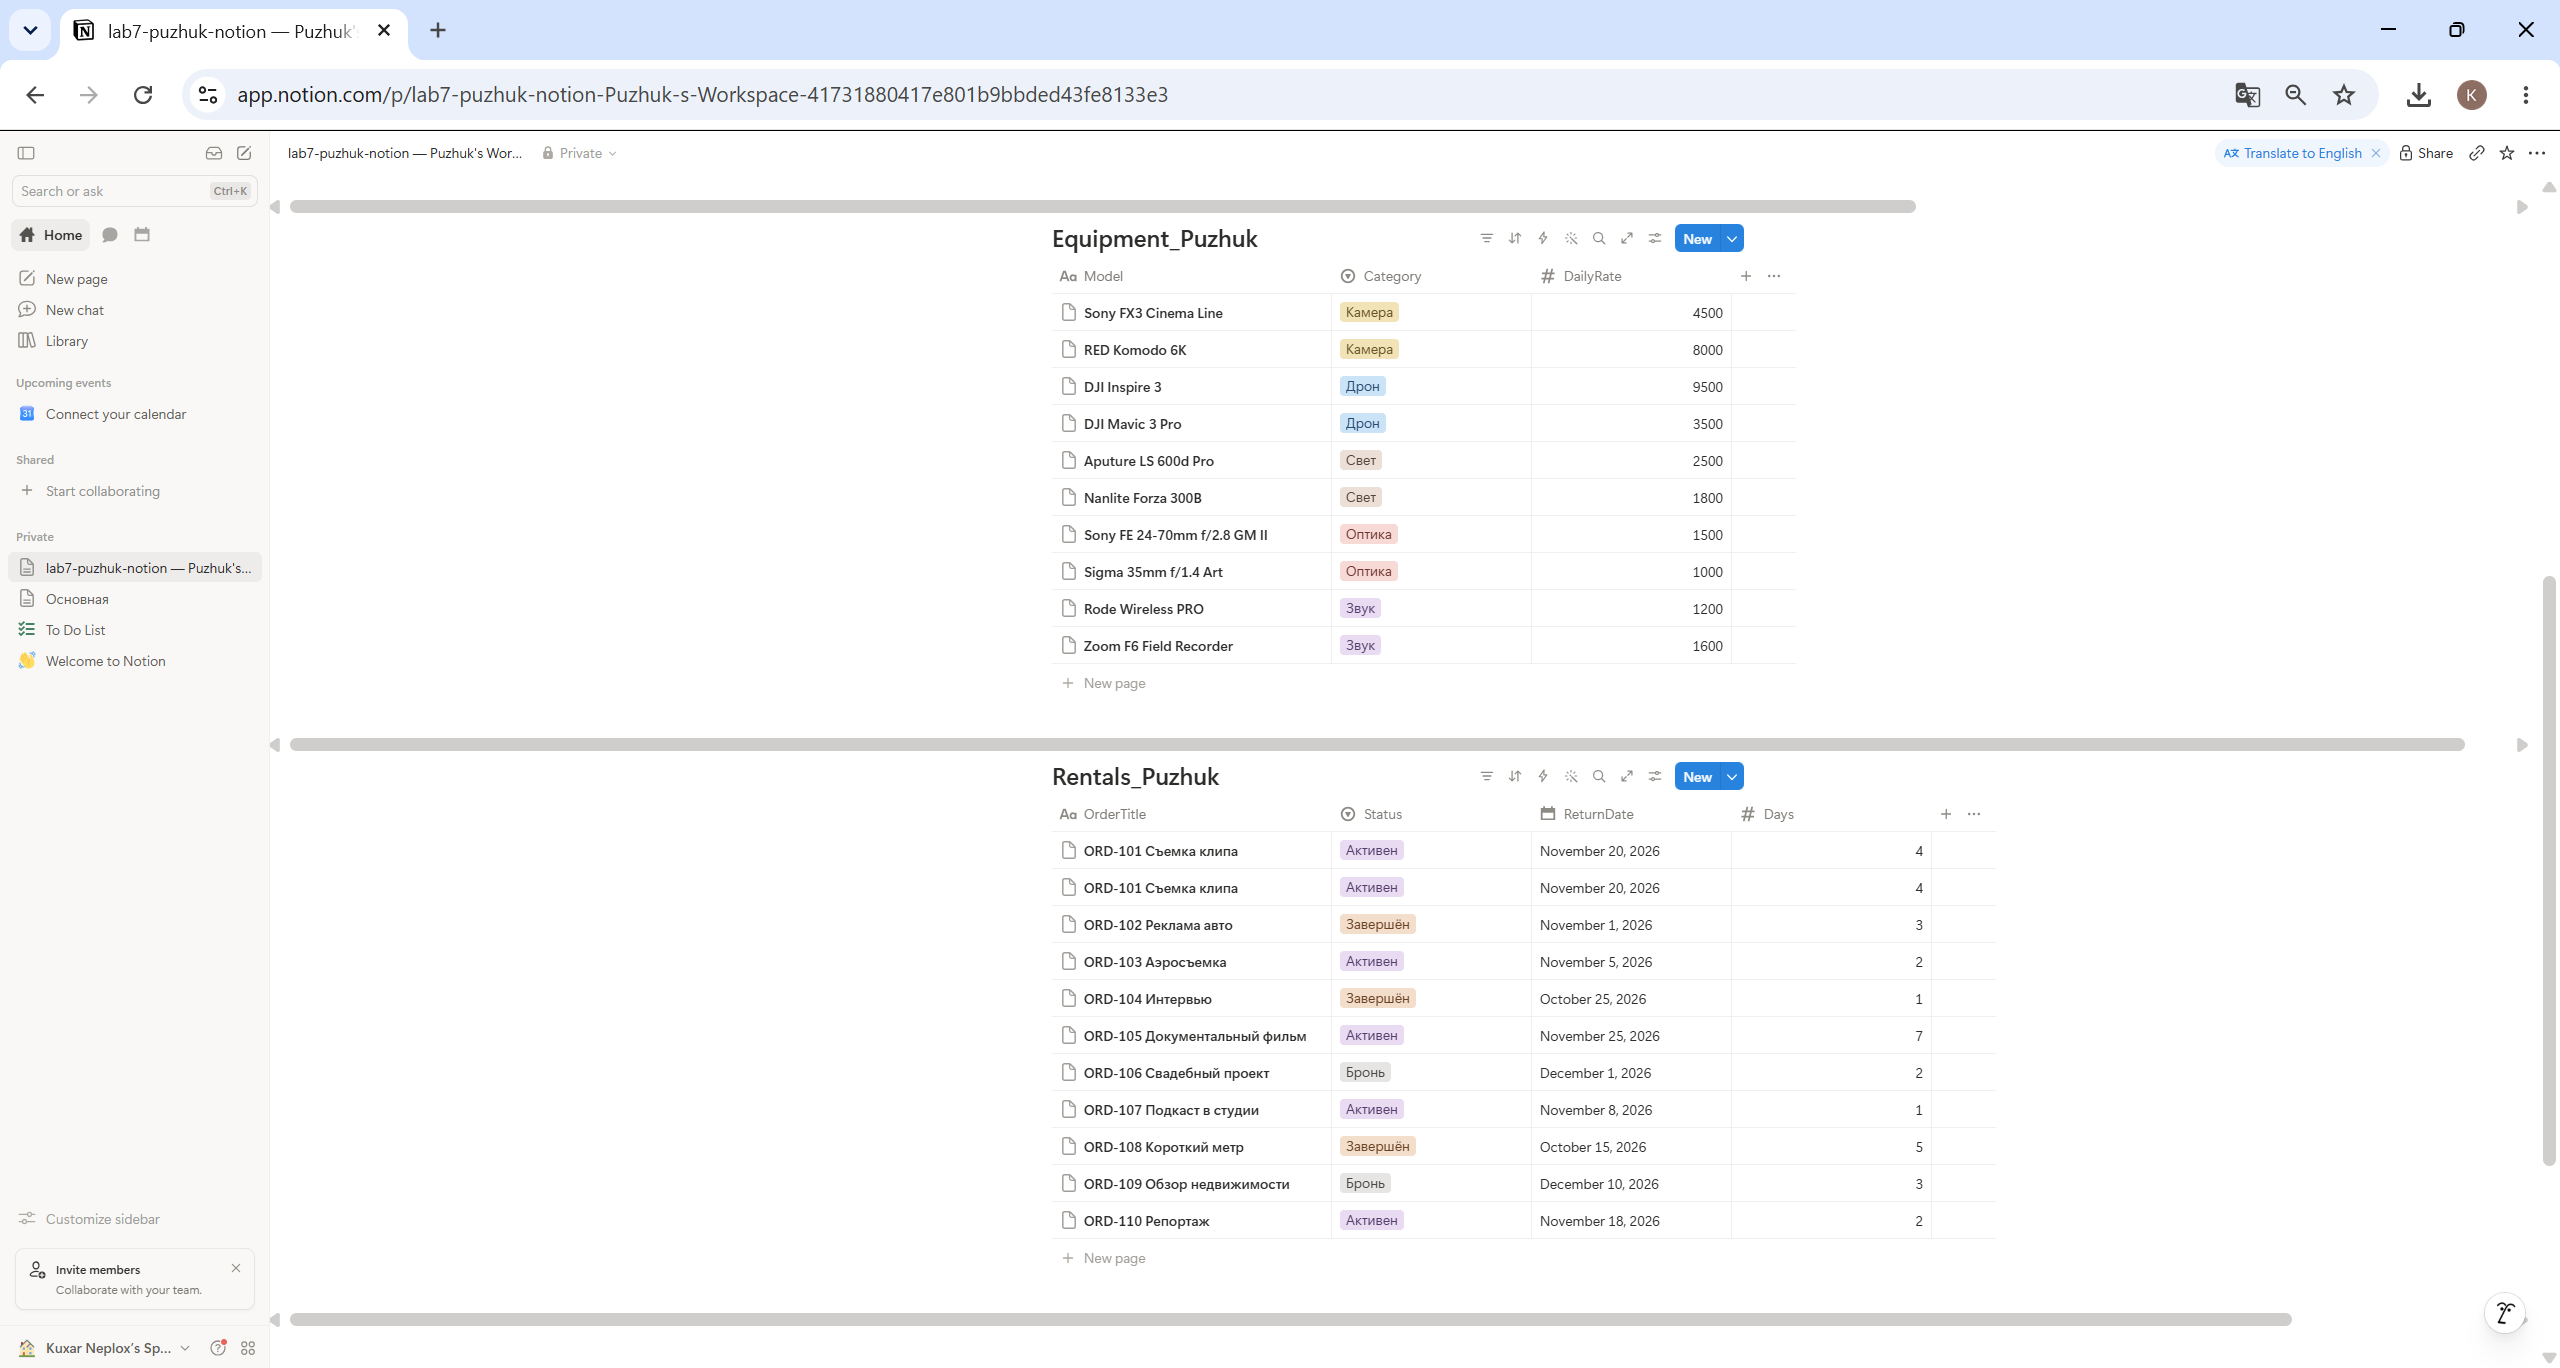 lab7-puzhuk-notion — Puzhuk's
app.notion.com/p/lab7-puzhuk-notion-Puzhuk-s-Workspace-41731880417e801b9bbded43fe8133e3
K
lab7-puzhuk-notion — Puzhuk's Wor...
Private
Translate to English
Share
Search or ask
Ctrl+K
Home
New page
New chat
Library
Upcoming events
31
Connect your calendar
Shared
Start collaborating
Private
lab7-puzhuk-notion — Puzhuk's...
Основная
To Do List
Welcome to Notion
Customize sidebar
Invite members
Collaborate with your team.
Kuxar Neplox's Sp...
Equipment_Puzhuk
New
Aa Model Category # DailyRate
Sony FX3 Cinema Line Камера 4500
RED Komodo 6K Камера 8000
DJI Inspire 3 Дрон 9500
DJI Mavic 3 Pro Дрон 3500
Aputure LS 600d Pro Свет 2500
Nanlite Forza 300B Свет 1800
Sony FE 24-70mm f/2.8 GM II Оптика 1500
Sigma 35mm f/1.4 Art Оптика 1000
Rode Wireless PRO Звук 1200
Zoom F6 Field Recorder Звук 1600
New page
Rentals_Puzhuk
New
Aa OrderTitle Status ReturnDate # Days
ORD-101 Съемка клипа Активен November 20, 2026 4
ORD-101 Съемка клипа Активен November 20, 2026 4
ORD-102 Реклама авто Завершён November 1, 2026 3
ORD-103 Аэросъемка Активен November 5, 2026 2
ORD-104 Интервью Завершён October 25, 2026 1
ORD-105 Документальный фильм Активен November 25, 2026 7
ORD-106 Свадебный проект Бронь December 1, 2026 2
ORD-107 Подкаст в студии Активен November 8, 2026 1
ORD-108 Короткий метр Завершён October 15, 2026 5
ORD-109 Обзор недвижимости Бронь December 10, 2026 3
ORD-110 Репортаж Активен November 18, 2026 2
New page